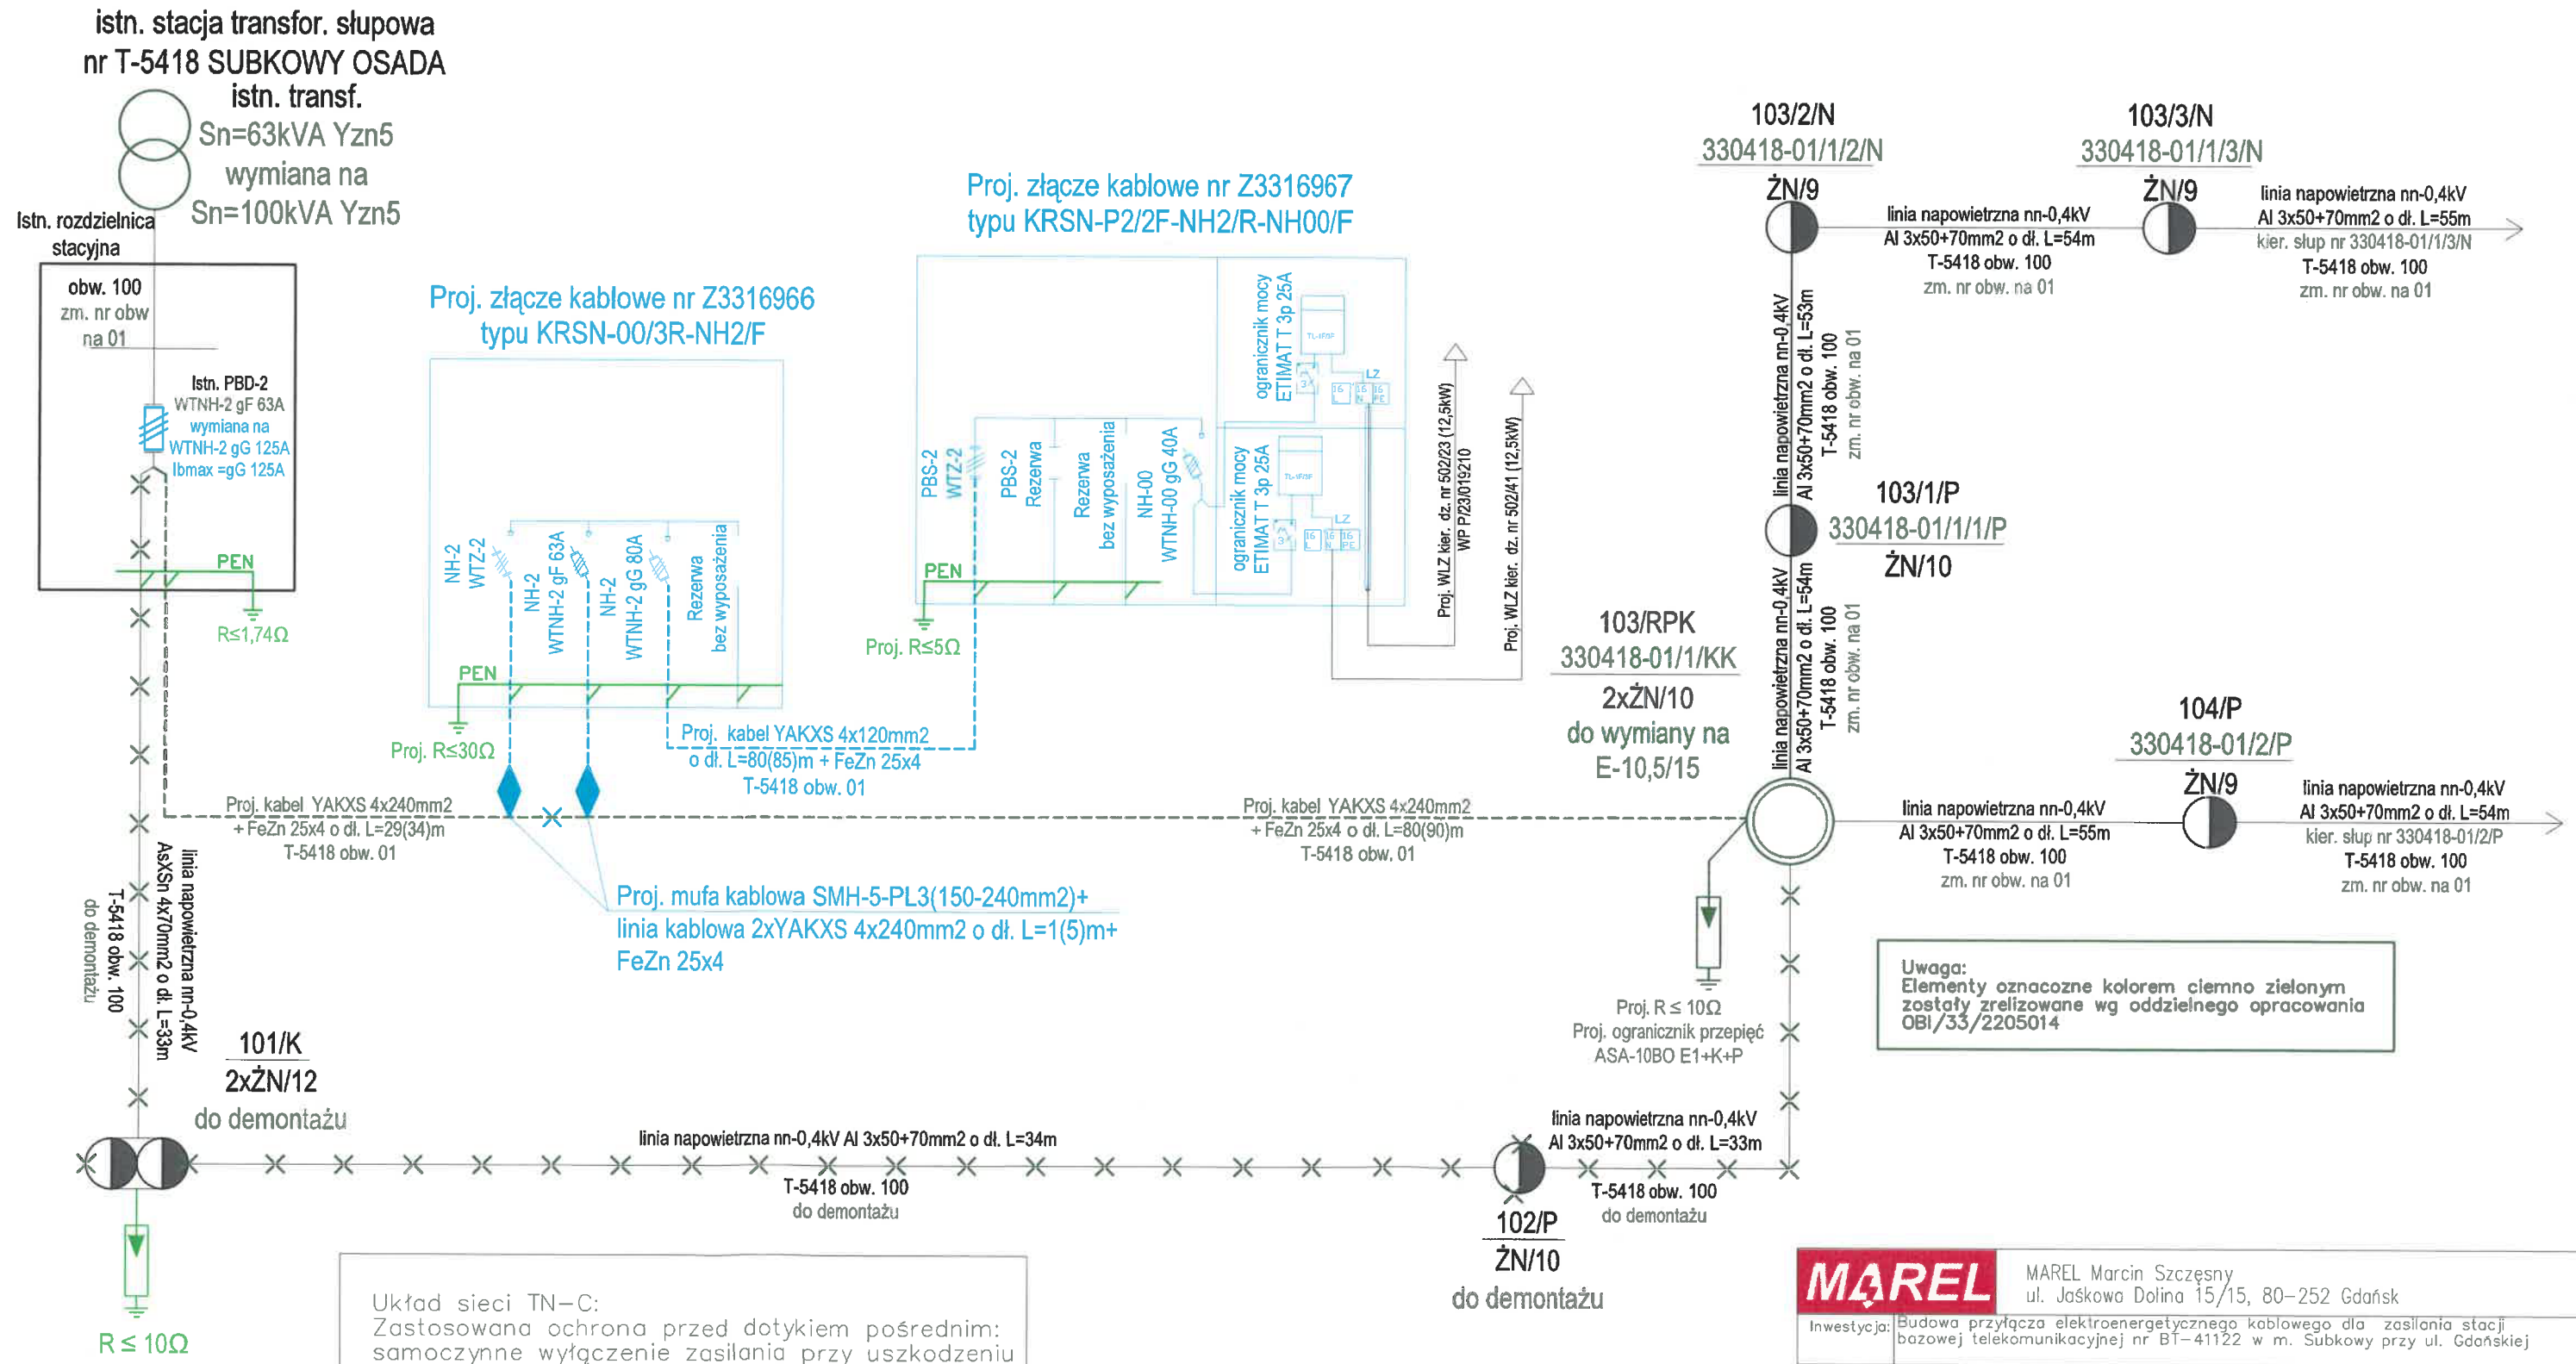 istn. stacja transfor. słupowa
nr T-5418 SUBKOWY OSADA
istn. transf.
Sn=63kVA Yzn5
wymiana na
Sn=100kVA Yzn5
Istn. rozdzielnica
stacyjna
obw. 100
zm. nr obw
na 01
Istn. PBD-2
WTNH-2 gF 63A
wymiana na
WTNH-2 gG 125A
Ibmax =gG 125A
PEN
R≤1,74Ω
Proj. złącze kablowe nr Z3316966
typu KRSN-00/3R-NH2/F
NH-2
WTZ-2
NH-2
WTNH-2 gF 63A
NH-2
WTNH-2 gG 80A
Rezerwa
bez wyposażenia
PEN
Proj. R≤30Ω
Proj. złącze kablowe nr Z3316967
typu KRSN-P2/2F-NH2/R-NH00/F
PBS-2
WTZ-2
PBS-2
Rezerwa
Rezerwa
bez wyposażenia
NH-00
WTNH-00 gG 40A
ogranicznik mocy
ETIMAT T 3p 25A
TL-1F/3F
3
LZ
16 L
16 N
16 PE
ogranicznik mocy
ETIMAT T 3p 25A
TL-1F/3F
3
LZ
16 L
16 N
16 PE
PEN
Proj. R≤5Ω
Proj. WLZ kier. dz. nr 502/23 (12,5kW)
WP P/23/019210
Proj. WLZ kier. dz. nr 502/41 (12,5kW)
Proj. kabel YAKXS 4x120mm2
o dł. L=80(85)m + FeZn 25x4
T-5418 obw. 01
Proj. kabel YAKXS 4x240mm2
+ FeZn 25x4 o dł. L=29(34)m
T-5418 obw. 01
Proj. kabel YAKXS 4x240mm2
+ FeZn 25x4 o dł. L=80(90)m
T-5418 obw. 01
Proj. mufa kablowa SMH-5-PL3(150-240mm2)+
linia kablowa 2xYAKXS 4x240mm2 o dł. L=1(5)m+
FeZn 25x4
103/2/N
330418-01/1/2/N
ŻN/9
linia napowietrzna nn-0,4kV
Al 3x50+70mm2 o dł. L=54m
T-5418 obw. 100
zm. nr obw. na 01
103/3/N
330418-01/1/3/N
ŻN/9
linia napowietrzna nn-0,4kV
Al 3x50+70mm2 o dł. L=55m
kier. słup nr 330418-01/1/3/N
T-5418 obw. 100
zm. nr obw. na 01
linia napowietrzna nn-0,4kV
Al 3x50+70mm2 o dł. L=53m
T-5418 obw. 100
zm. nr obw. na 01
103/1/P
330418-01/1/1/P
ŻN/10
linia napowietrzna nn-0,4kV
Al 3x50+70mm2 o dł. L=54m
T-5418 obw. 100
zm. nr obw. na 01
103/RPK
330418-01/1/KK
2xŻN/10
do wymiany na
E-10,5/15
linia napowietrzna nn-0,4kV
Al 3x50+70mm2 o dł. L=55m
T-5418 obw. 100
zm. nr obw. na 01
104/P
330418-01/2/P
ŻN/9
linia napowietrzna nn-0,4kV
Al 3x50+70mm2 o dł. L=54m
kier. słup nr 330418-01/2/P
T-5418 obw. 100
zm. nr obw. na 01
Proj. R ≤ 10Ω
Proj. ogranicznik przepięć
ASA-10BO E1+K+P
Uwaga:
Elementy oznacozne kolorem ciemno zielonym
zostały zrelizowane wg oddzielnego opracowania
OBI/33/2205014
linia napowietrzna nn-0,4kV
AsXSn 4x70mm2 o dł. L=33m
T-5418 obw. 100
do demontażu
101/K
2xŻN/12
do demontażu
R ≤ 10Ω
linia napowietrzna nn-0,4kV Al 3x50+70mm2 o dł. L=34m
T-5418 obw. 100
do demontażu
linia napowietrzna nn-0,4kV
Al 3x50+70mm2 o dł. L=33m
T-5418 obw. 100
do demontażu
102/P
ŻN/10
do demontażu
Układ sieci TN-C:
Zastosowana ochrona przed dotykiem pośrednim:
samoczynne wyłączenie zasilania przy uszkodzeniu
MAREL
MAREL Marcin Szczęsny
ul. Jaśkowa Dolina 15/15, 80-252 Gdańsk
Inwestycja: Budowa przyłącza elektroenergetycznego kablowego dla zasilania stacji
bazowej telekomunikacyjnej nr BT-41122 w m. Subkowy przy ul. Gdańskiej